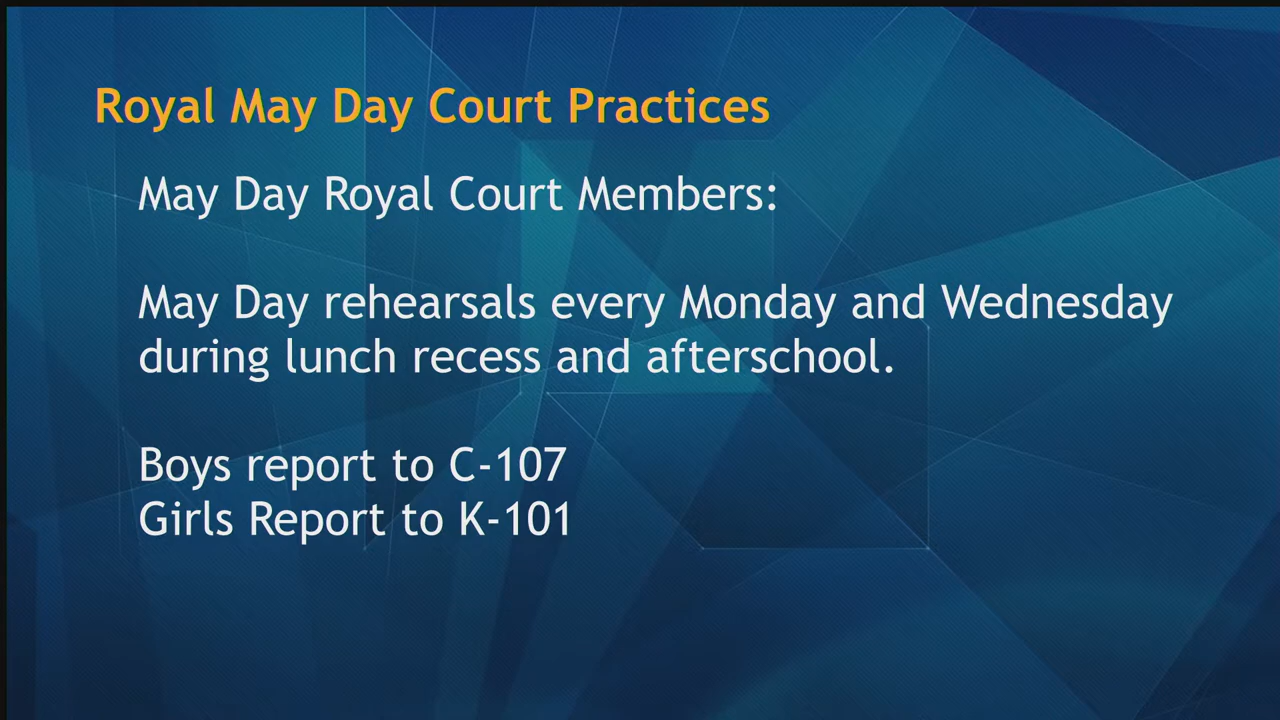 Royal May Day Court Practices
May Day Royal Court Members:
May Day rehearsals every Monday and Wednesday
during lunch recess and afterschool.
Boys report to C-107
Girls Report to K-101